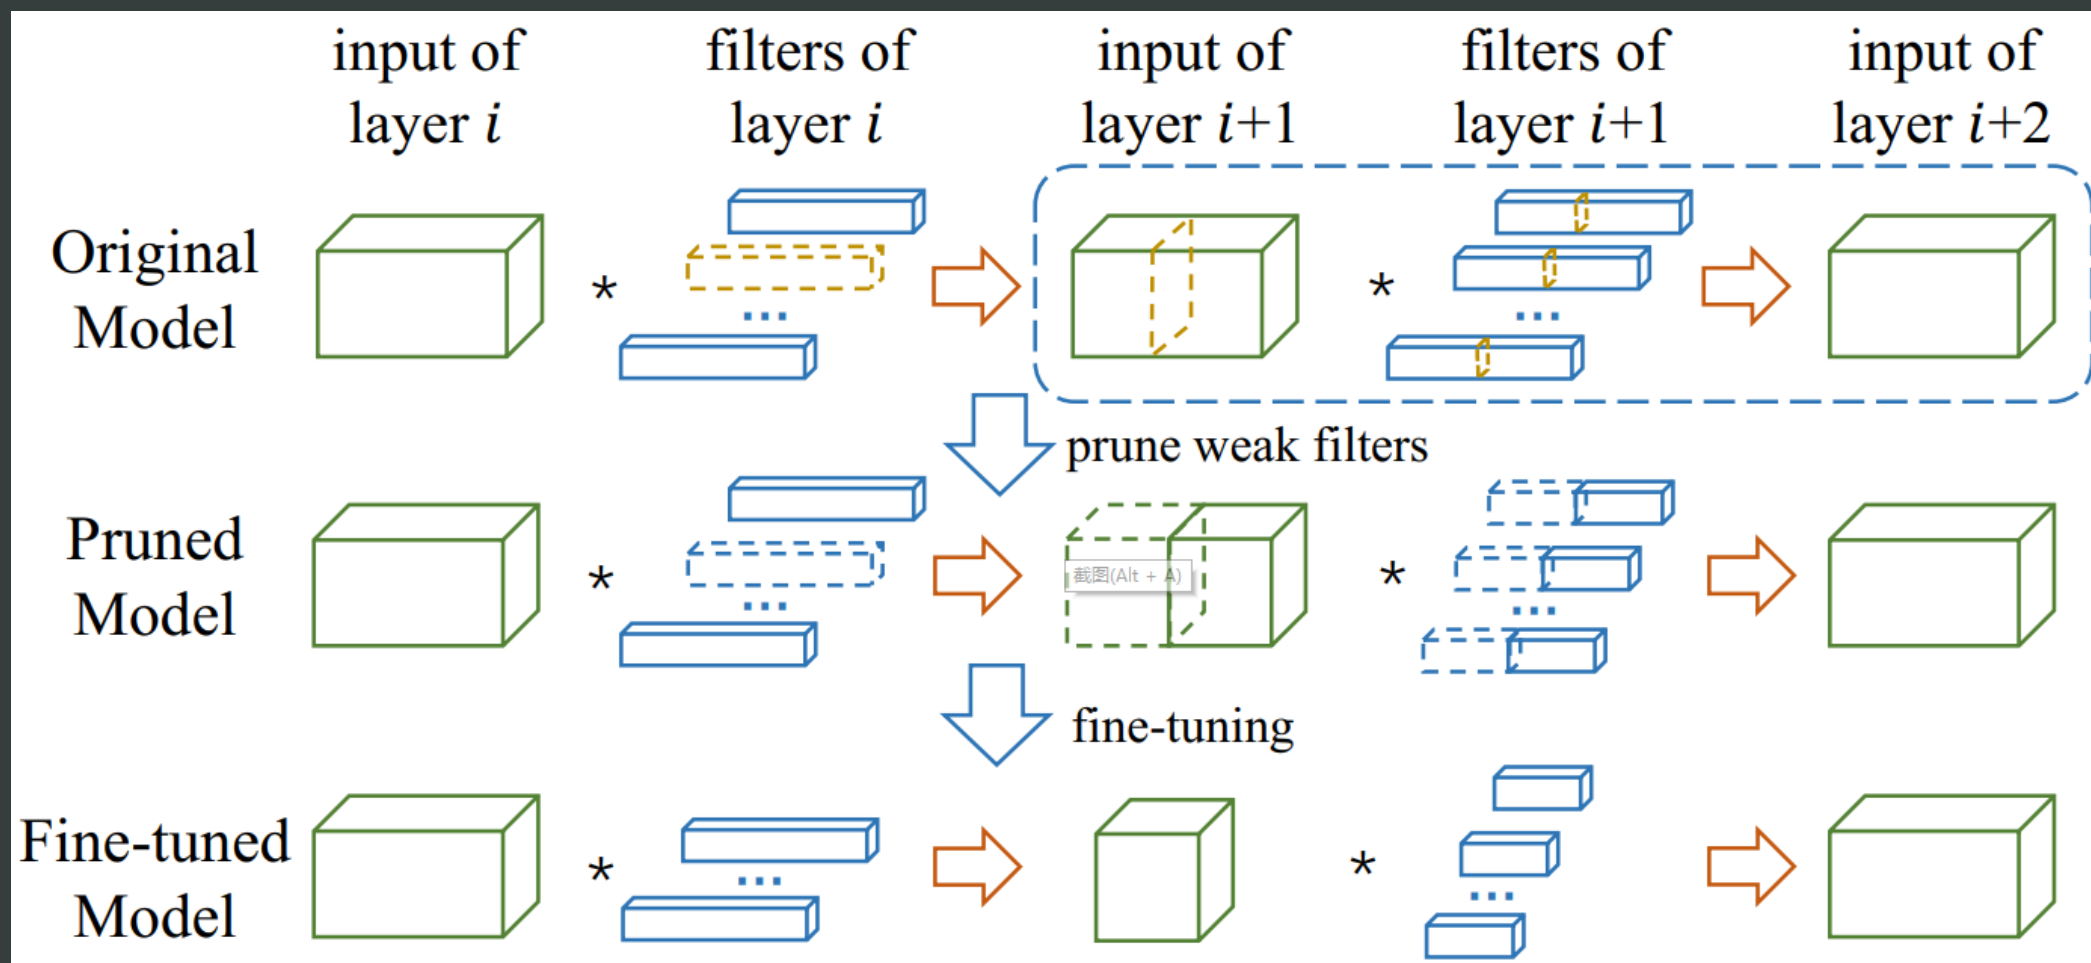 input of
layer i
filters of
layer i
input of
layer i+1
filters of
layer i+1
input of
layer i+2
Original
Model
*
...
*
...
prune weak filters
Pruned
Model
*
...
截图(Alt + A)
*
...
fine-tuning
Fine-tuned
Model
*
...
*
...